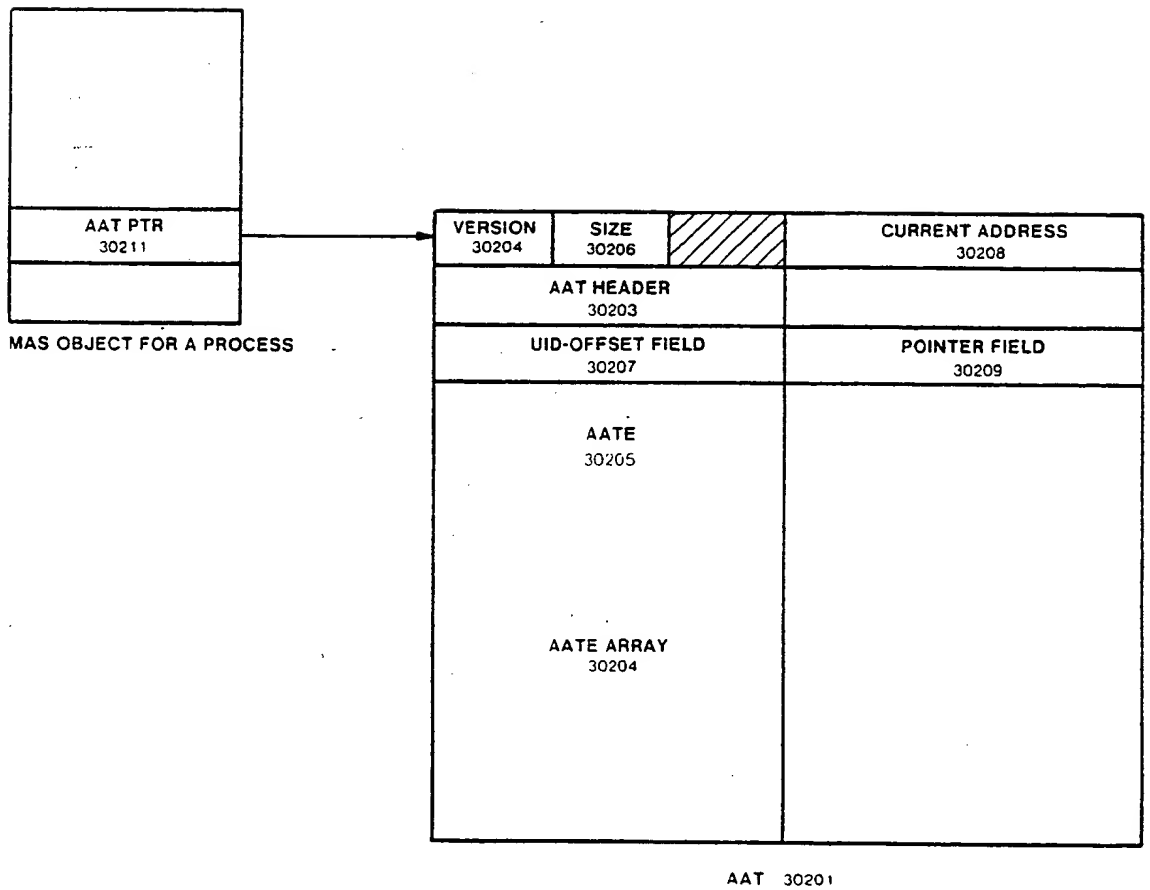 AAT PTR
30211
MAS OBJECT FOR A PROCESS
VERSION
30204
SIZE
30206
CURRENT ADDRESS
30208
AAT HEADER
30203
UID-OFFSET FIELD
30207
POINTER FIELD
30209
AATE
30205
AATE ARRAY
30204
AAT 30201